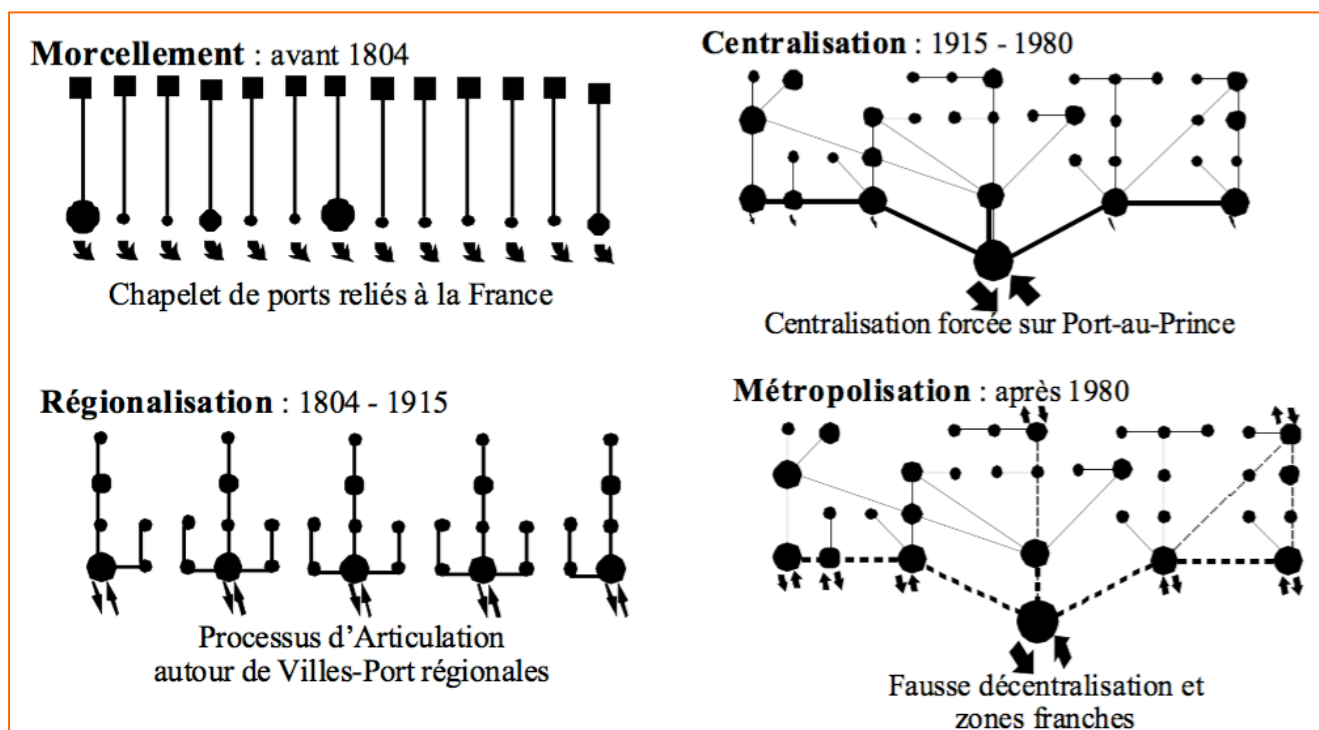 Morcellement : avant 1804
Chapelet de ports reliés à la France
Centralisation : 1915 - 1980
Centralisation forcée sur Port-au-Prince
Régionalisation : 1804 - 1915
Processus d’Articulation
autour de Villes-Port régionales
Métropolisation : après 1980
Fausse décentralisation et
zones franches